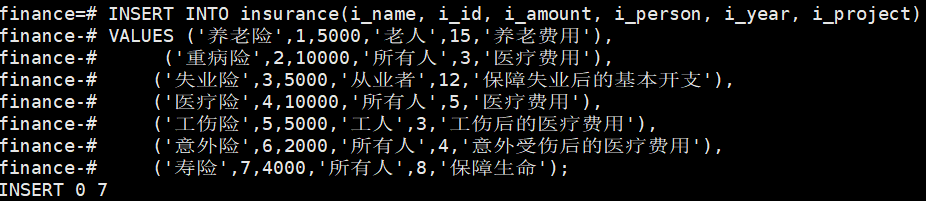 finance=# INSERT INTO insurance(i_name, i_id, i_amount, i_person, i_year, i_project)
finance-# VALUES ('养老险',1,5000,'老人',15,'养老费用'),
finance-#      ('重病险',2,10000,'所有人',3,'医疗费用'),
finance-#     ('失业险',3,5000,'从业者',12,'保障失业后的基本开支'),
finance-#     ('医疗险',4,10000,'所有人',5,'医疗费用'),
finance-#     ('工伤险',5,5000,'工人',3,'工伤后的医疗费用'),
finance-#     ('意外险',6,2000,'所有人',4,'意外受伤后的医疗费用'),
finance-#     ('寿险',7,4000,'所有人',8,'保障生命');
INSERT 0 7